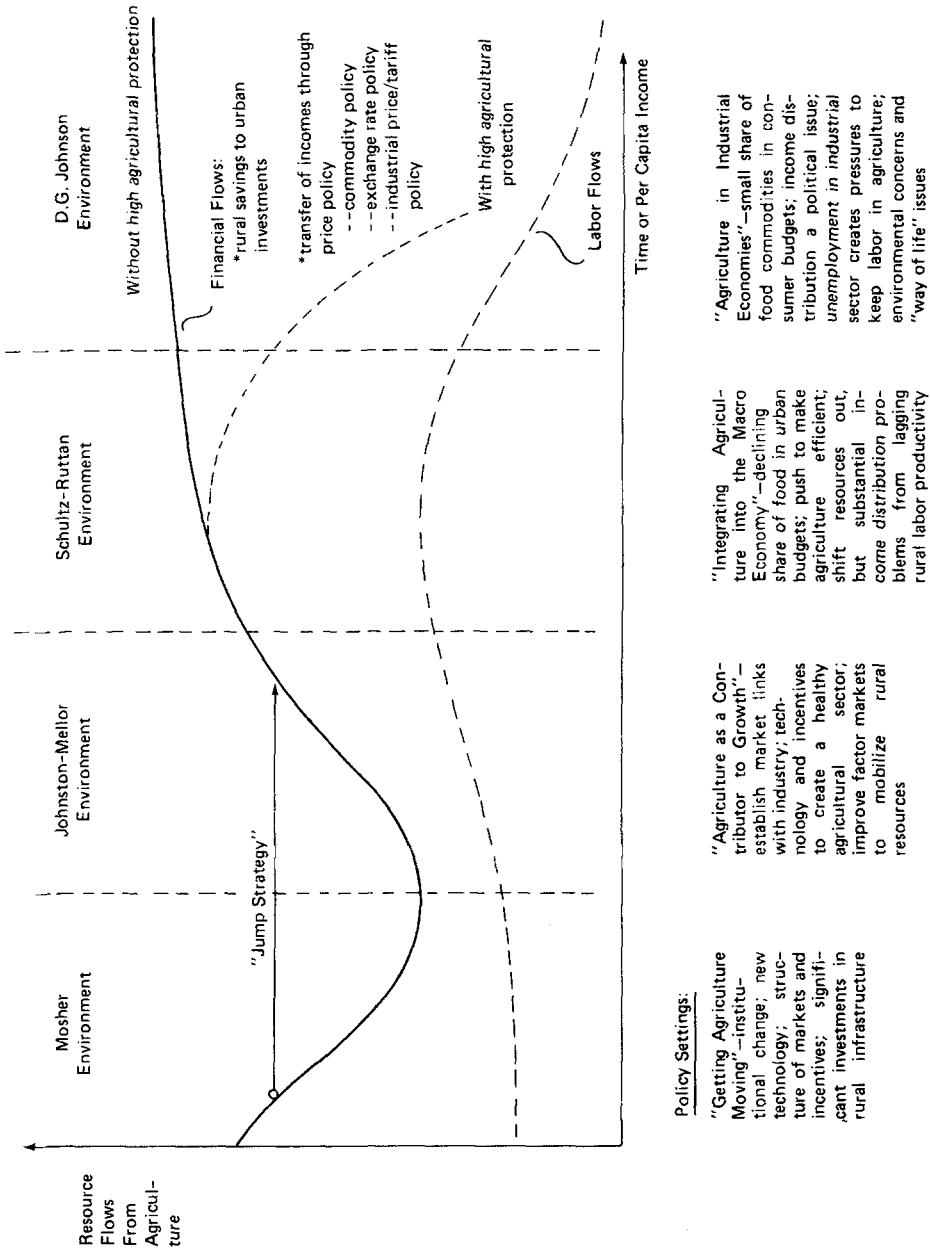 Resource
Flows
From
Agricul-
ture
Mosher
Environment
Johnston-Mellor
Environment
Schultz-Ruttan
Environment
D.G. Johnson
Environment
"Jump Strategy"
Without high agricultural protection
Financial Flows:
*rural savings to urban
investments
*transfer of incomes through
price policy
--commodity policy
--exchange rate policy
--industrial price/tariff
policy
With high agricultural
protection
Labor Flows
Time or Per Capita Income
Policy Settings:
"Getting Agriculture
Moving"—institu-
tional change; new
technology; struc-
ture of markets and
incentives; signifi-
,cant investments in
rural infrastructure
"Agriculture as a Con-
tributor to Growth"—
establish market links
with industry; tech-
nology and incentives
to create a healthy
agricultural sector;
improve factor markets
to mobilize rural
resources
"Integrating Agricul-
ture into the Macro
Economy"—declining
share of food in urban
budgets; push to make
agriculture efficient;
shift resources out,
but substantial in-
come distribution pro-
blems from lagging
rural labor productivity
"Agriculture in Industrial
Economies"—small share of
food commodities in con-
sumer budgets; income dis-
tribution a political issue;
unemployment in industrial
sector creates pressures to
keep labor in agriculture;
environmental concerns and
"way of life" issues